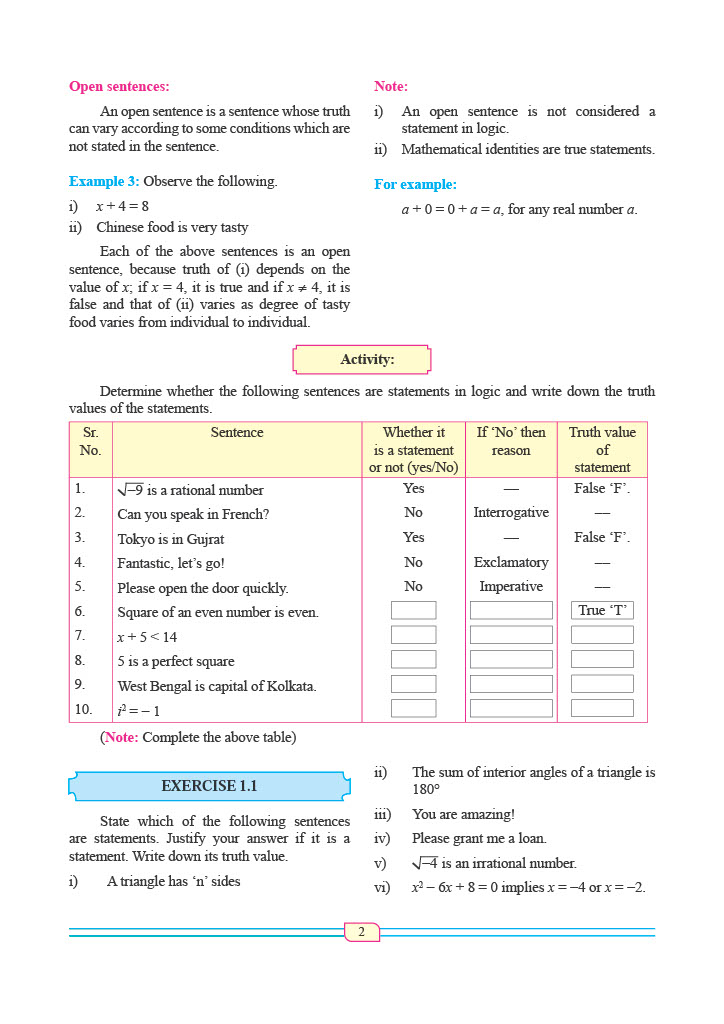 Open sentences:
An open sentence is a sentence whose truth
can vary according to some conditions which are
not stated in the sentence.
Example 3: Observe the following.
i) x + 4 = 8
ii) Chinese food is very tasty
Each of the above sentences is an open
sentence, because truth of (i) depends on the
value of x; if x = 4, it is true and if x ≠ 4, it is
false and that of (ii) varies as degree of tasty
food varies from individual to individual.
Note:
i) An open sentence is not considered a
statement in logic.
ii) Mathematical identities are true statements.
For example:
a + 0 = 0 + a = a, for any real number a.
Activity:
Determine whether the following sentences are statements in logic and write down the truth
values of the statements.
Sr. No. Sentence Whether it is a statement or not (yes/No) If ‘No’ then reason Truth value of statement
1. √–9 is a rational number Yes — False ‘F’.
2. Can you speak in French? No Interrogative —
3. Tokyo is in Gujrat Yes — False ‘F’.
4. Fantastic, let’s go! No Exclamatory —
5. Please open the door quickly. No Imperative —
6. Square of an even number is even. True ‘T’
7. x + 5 < 14
8. 5 is a perfect square
9. West Bengal is capital of Kolkata.
10. i² = – 1
(Note: Complete the above table)
EXERCISE 1.1
State which of the following sentences
are statements. Justify your answer if it is a
statement. Write down its truth value.
i) A triangle has ‘n’ sides
ii) The sum of interior angles of a triangle is
180°
iii) You are amazing!
iv) Please grant me a loan.
v) √–4 is an irrational number.
vi) x² – 6x + 8 = 0 implies x = –4 or x = –2.
2